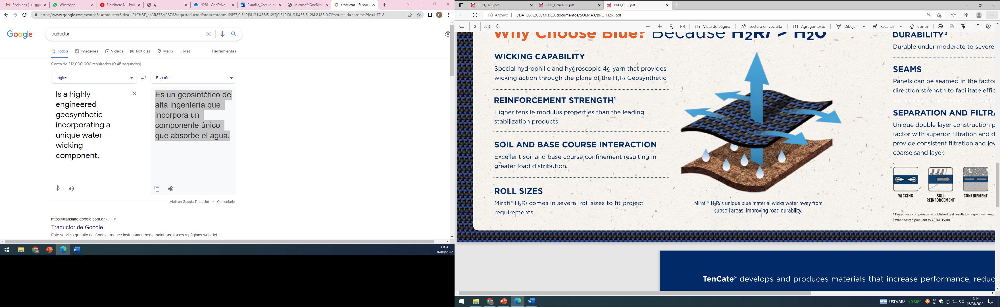 Recibidos (1) - ggu
WhatsApp
Fibrakrete N – Pro
H2Ri - OneDrive
Plantilla_Comunica
Microsoft OneDriv
traductor - Buscar
https://www.google.com/search?q=traductor&rlz=1C1CHBF_esAR876AR876&oq=traductor&aqs=chrome..69i57j0i512j0i131i433i512l3j0i512j0i131i433i512l4.2183j0j7&sourceid=chrome&ie=UTF-8
G
Google
traductor
Todos
Imágenes
Videos
Noticias
Maps
Más
Herramientas
Cerca de 212,000,000 resultados (0.45 segundos)
Inglés
Español
Is a highly
engineered
geosynthetic
incorporating a
unique water-
wicking
component.
Es un geosintético de
alta ingeniería que
incorpora un
componente único
que absorbe el agua.
Abrir en Google Traductor • Comentarios
https://translate.google.com.ar › ...
Traductor de Google
Este servicio gratuito de Google traduce instantáneamente palabras, frases y páginas web del
11:14
16/08/2022
BRO_H2Ri.pdf
PDS_H2Ri0719.pdf
BRO_H2Ri.pdf
Archivo
I:/DATOS%20D/Mis%20documentos/SOLMAX/BRO_H2Ri.pdf
2
de 3
Vista de página
Lectura en voz alta
Agregar texto
Dibujar
Resaltar
Borrar
Why Choose Blue? Because H2Ri > H2O
WICKING CAPABILITY
Special hydrophilic and hygroscopic 4g yarn that provides
wicking action through the plane of the H2Ri Geosynthetic.
REINFORCEMENT STRENGTH¹
Higher tensile modulus properties than the leading
stabilization products.
SOIL AND BASE COURSE INTERACTION
Excellent soil and base course confinement resulting in
greater load distribution.
ROLL SIZES
Mirafi® H2Ri comes in several roll sizes to fit project
requirements.
Mirafi® H2Ri's unique blue material wicks water away from
subsoil areas, improving road durability.
DURABILITY²
Durable under moderate to severe
SEAMS
Panels can be seamed in the factor
direction strength to facilitate effic
SEPARATION AND FILTRA
Unique double layer construction p
factor with superior filtration and d
provide consistent filtration and lov
coarse sand layer.
.
WICKING
SOIL
REINFORCEMENT
CONFINEMENT
¹ Based on a comparison of published test results by respective manufa
² When tested pursuant to ASTM D5818.
TenCate® develops and produces materials that increase performance, reduc
USD/ARS +0,66%
11:14
16/08/2022